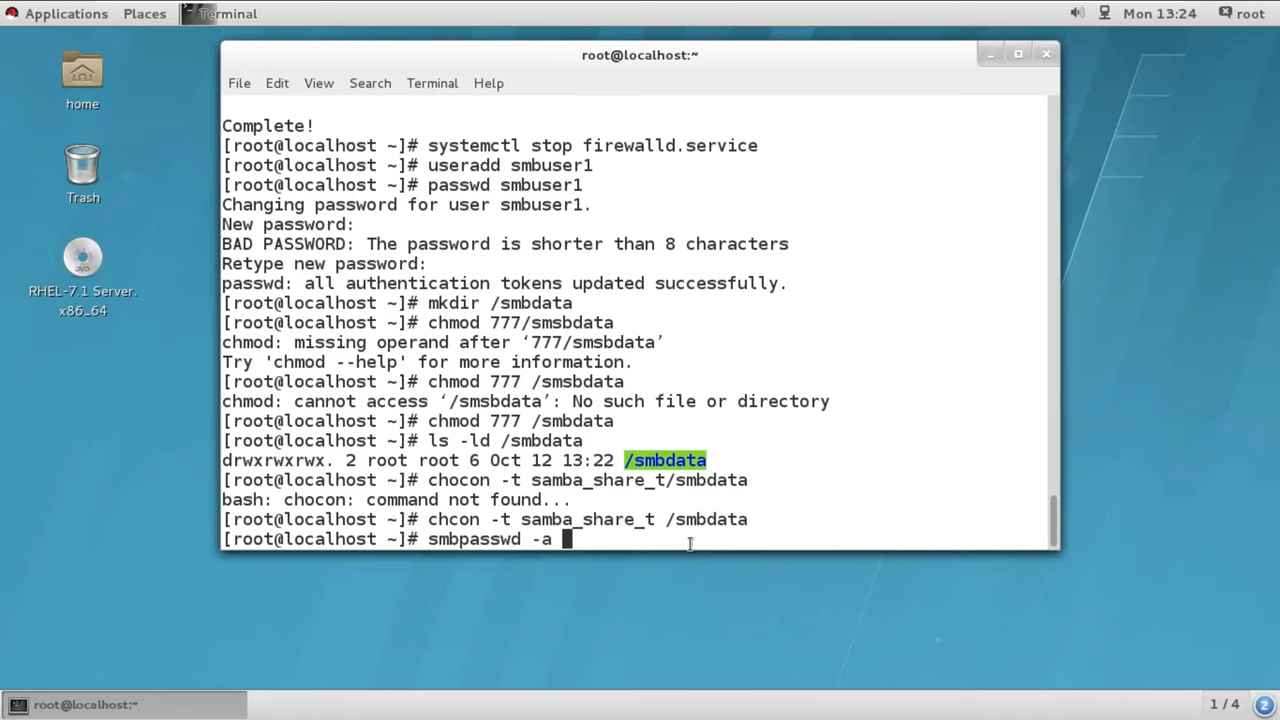 Applications Places Terminal Mon 13:24 root
root@localhost:~
File Edit View Search Terminal Help
home
Trash
RHEL-7.1 Server.
x86_64
Complete!
[root@localhost ~]# systemctl stop firewalld.service
[root@localhost ~]# useradd smbuser1
[root@localhost ~]# passwd smbuser1
Changing password for user smbuser1.
New password:
BAD PASSWORD: The password is shorter than 8 characters
Retype new password:
passwd: all authentication tokens updated successfully.
[root@localhost ~]# mkdir /smbdata
[root@localhost ~]# chmod 777/smsbdata
chmod: missing operand after ‘777/smsbdata’
Try 'chmod --help' for more information.
[root@localhost ~]# chmod 777 /smsbdata
chmod: cannot access ‘/smsbdata’: No such file or directory
[root@localhost ~]# chmod 777 /smbdata
[root@localhost ~]# ls -ld /smbdata
drwxrwxrwx. 2 root root 6 Oct 12 13:22 /smbdata
[root@localhost ~]# chocon -t samba_share_t/smbdata
bash: chocon: command not found...
[root@localhost ~]# chcon -t samba_share_t /smbdata
[root@localhost ~]# smbpasswd -a
root@localhost:~ 1 / 4 2